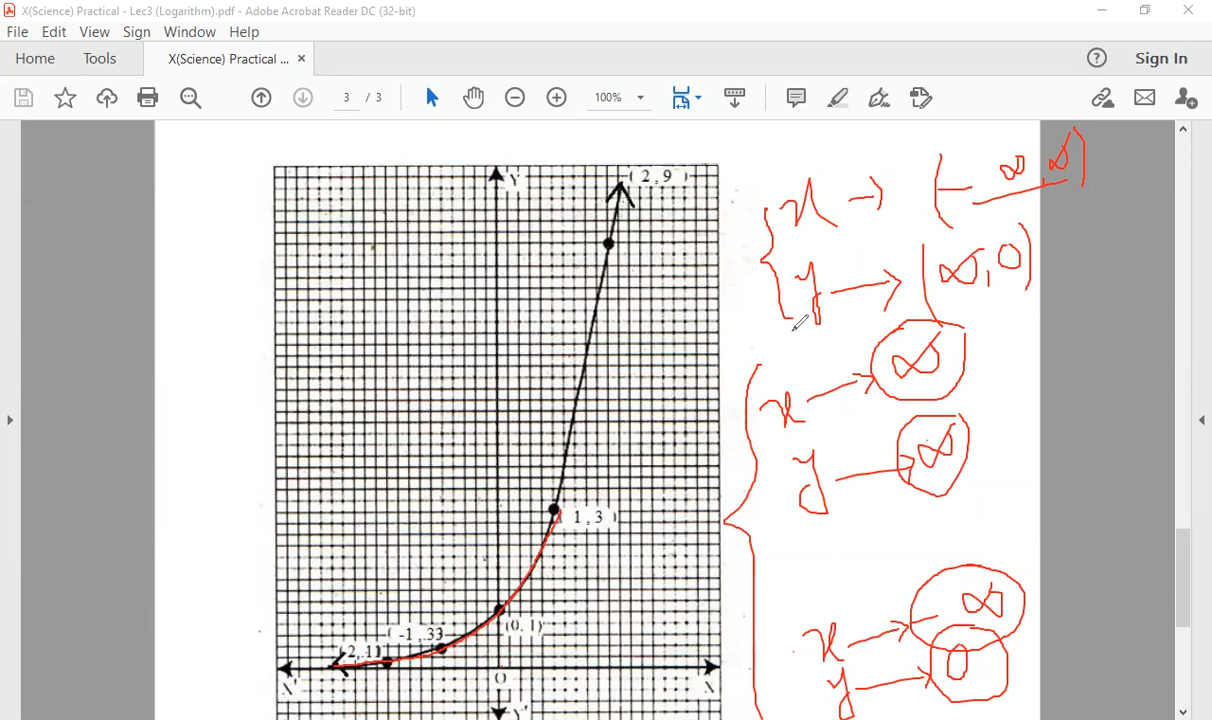 X(Science) Practical - Lec3 (Logarithm).pdf - Adobe Acrobat Reader DC (32-bit)
File Edit View Sign Window Help
Home Tools X(Science) Practical ... × ? Sign In
3 / 3 100%
Y (2,9)
x → (-∞, ∞)
y → (∞, 0)
x → ∞
y → ∞
( 1,3 )
(0,1)
( -1,33
(2,11
x → -∞
y → 0
X' O X
Y'